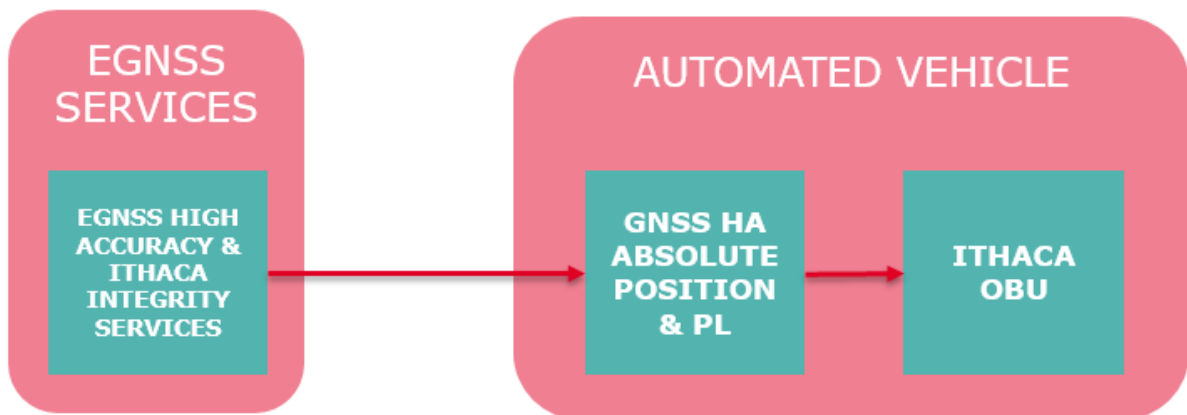 EGNSS
SERVICES
EGNSS HIGH
ACCURACY &
ITHACA
INTEGRITY
SERVICES
AUTOMATED VEHICLE
GNSS HA
ABSOLUTE
POSITION
& PL
ITHACA
OBU